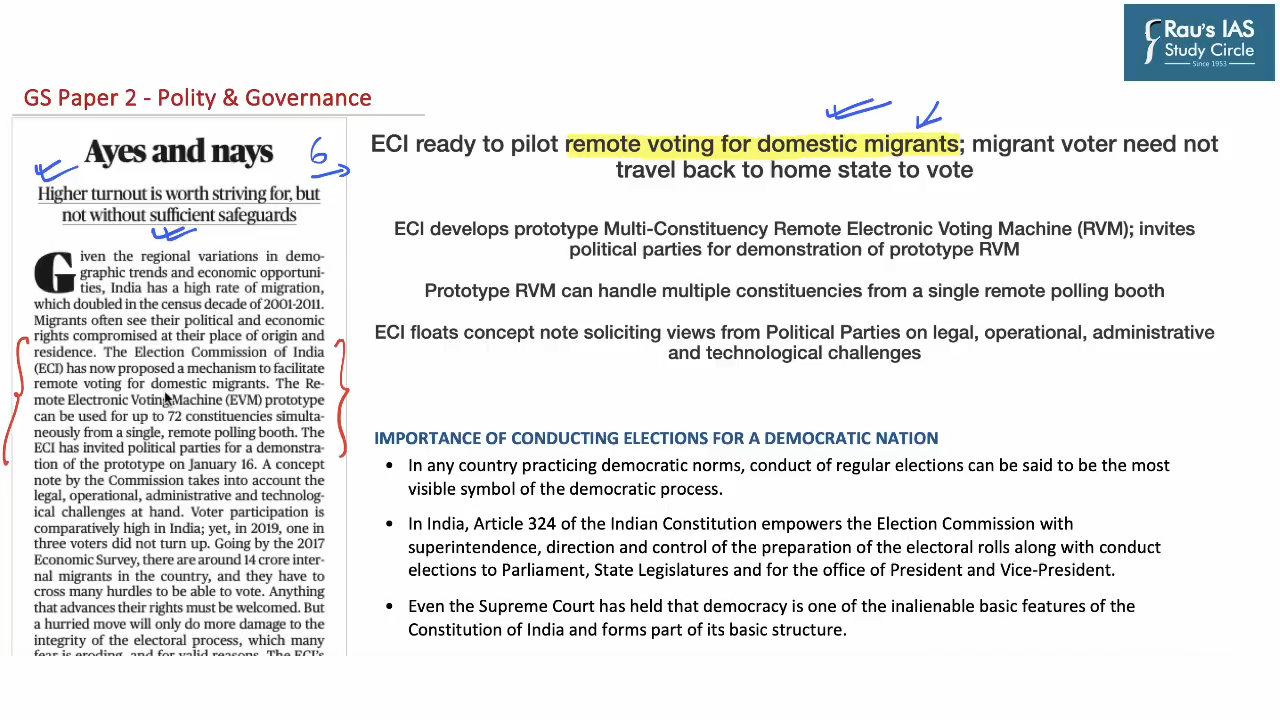 Rau's IAS
Study Circle
Since 1953
GS Paper 2 - Polity & Governance
Ayes and nays
6
Higher turnout is worth striving for, but
not without sufficient safeguards
Given the regional variations in demo-
graphic trends and economic opportuni-
ties, India has a high rate of migration,
which doubled in the census decade of 2001-2011.
Migrants often see their political and economic
rights compromised at their place of origin and
residence. The Election Commission of India
(ECI) has now proposed a mechanism to facilitate
remote voting for domestic migrants. The Re-
mote Electronic Voting Machine (EVM) prototype
can be used for up to 72 constituencies simulta-
neously from a single, remote polling booth. The
ECI has invited political parties for a demonstra-
tion of the prototype on January 16. A concept
note by the Commission takes into account the
legal, operational, administrative and technolog-
ical challenges at hand. Voter participation is
comparatively high in India; yet, in 2019, one in
three voters did not turn up. Going by the 2017
Economic Survey, there are around 14 crore inter-
nal migrants in the country, and they have to
cross many hurdles to be able to vote. Anything
that advances their rights must be welcomed. But
a hurried move will only do more damage to the
integrity of the electoral process, which many
fear is eroding, and for valid reasons. The ECI's
ECI ready to pilot remote voting for domestic migrants; migrant voter need not
travel back to home state to vote
ECI develops prototype Multi-Constituency Remote Electronic Voting Machine (RVM); invites
political parties for demonstration of prototype RVM
Prototype RVM can handle multiple constituencies from a single remote polling booth
ECI floats concept note soliciting views from Political Parties on legal, operational, administrative
and technological challenges
IMPORTANCE OF CONDUCTING ELECTIONS FOR A DEMOCRATIC NATION
• In any country practicing democratic norms, conduct of regular elections can be said to be the most
visible symbol of the democratic process.
• In India, Article 324 of the Indian Constitution empowers the Election Commission with
superintendence, direction and control of the preparation of the electoral rolls along with conduct
elections to Parliament, State Legislatures and for the office of President and Vice-President.
• Even the Supreme Court has held that democracy is one of the inalienable basic features of the
Constitution of India and forms part of its basic structure.